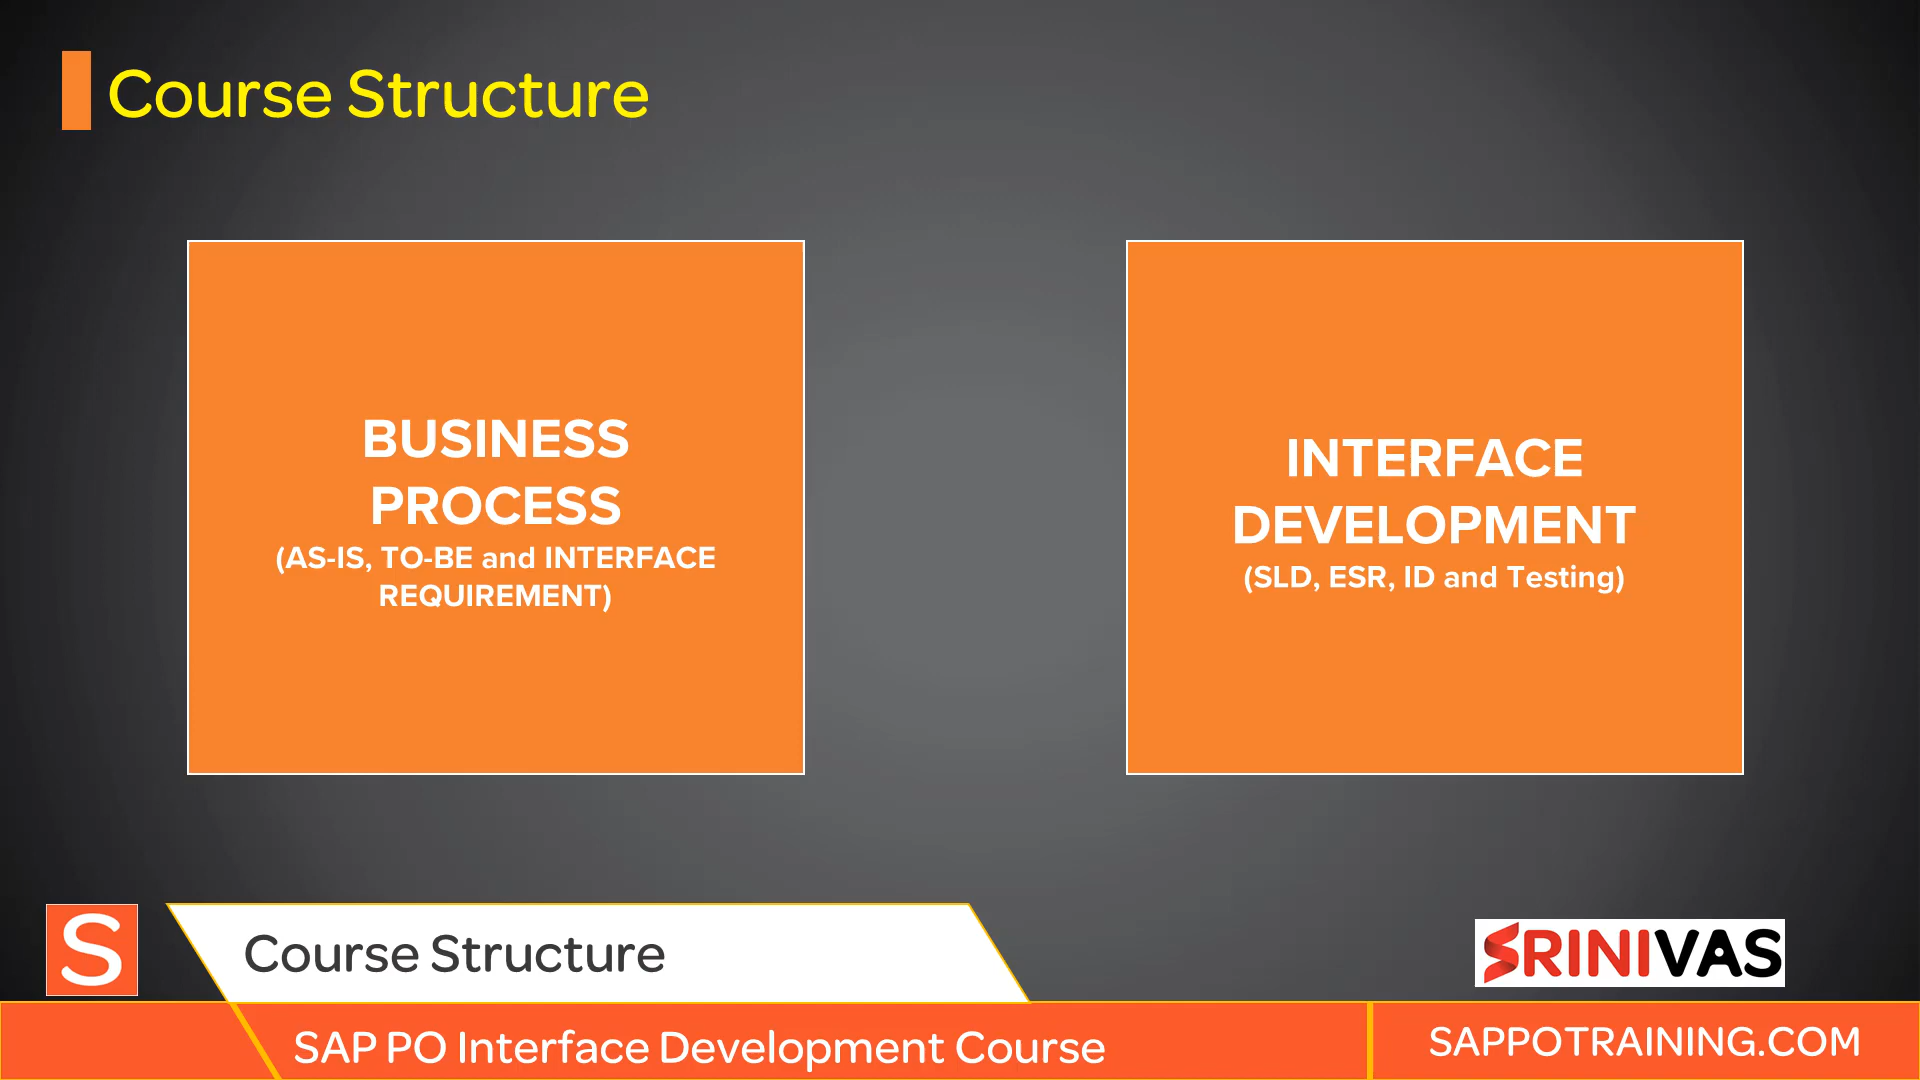 Course Structure
BUSINESS
PROCESS
(AS-IS, TO-BE and INTERFACE
REQUIREMENT)
INTERFACE
DEVELOPMENT
(SLD, ESR, ID and Testing)
S
Course Structure
SRINIVAS
SAP PO Interface Development Course
SAPPOTRAINING.COM